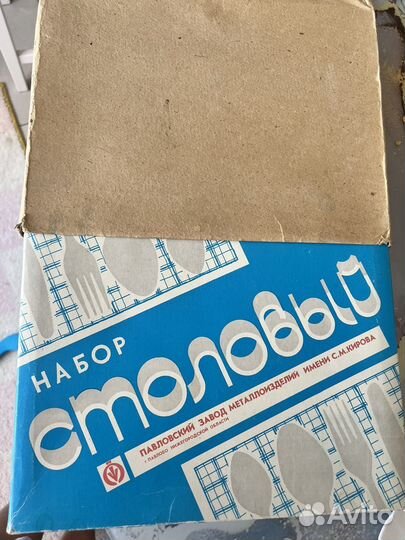 НАБОР
СТОЛОВЫЙ
ПАВЛОВСКИЙ ЗАВОД МЕТАЛЛОИЗДЕЛИЙ ИМЕНИ С.М.КИРОВА
г. ПАВЛОВО НИЖЕГОРОДСКОЙ ОБЛАСТИ
Avito